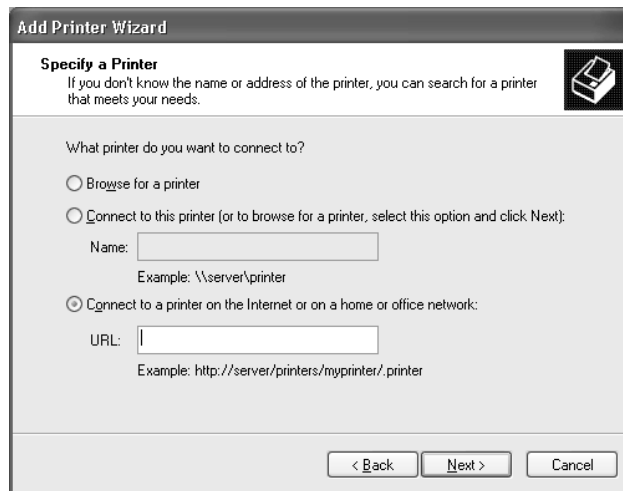 Add Printer Wizard
Specify a Printer
If you don't know the name or address of the printer, you can search for a printer
that meets your needs.
What printer do you want to connect to?
Browse for a printer
Connect to this printer (or to browse for a printer, select this option and click Next):
Name:
Example: \\server\printer
Connect to a printer on the Internet or on a home or office network:
URL:
Example: http://server/printers/myprinter/.printer
< Back Next > Cancel